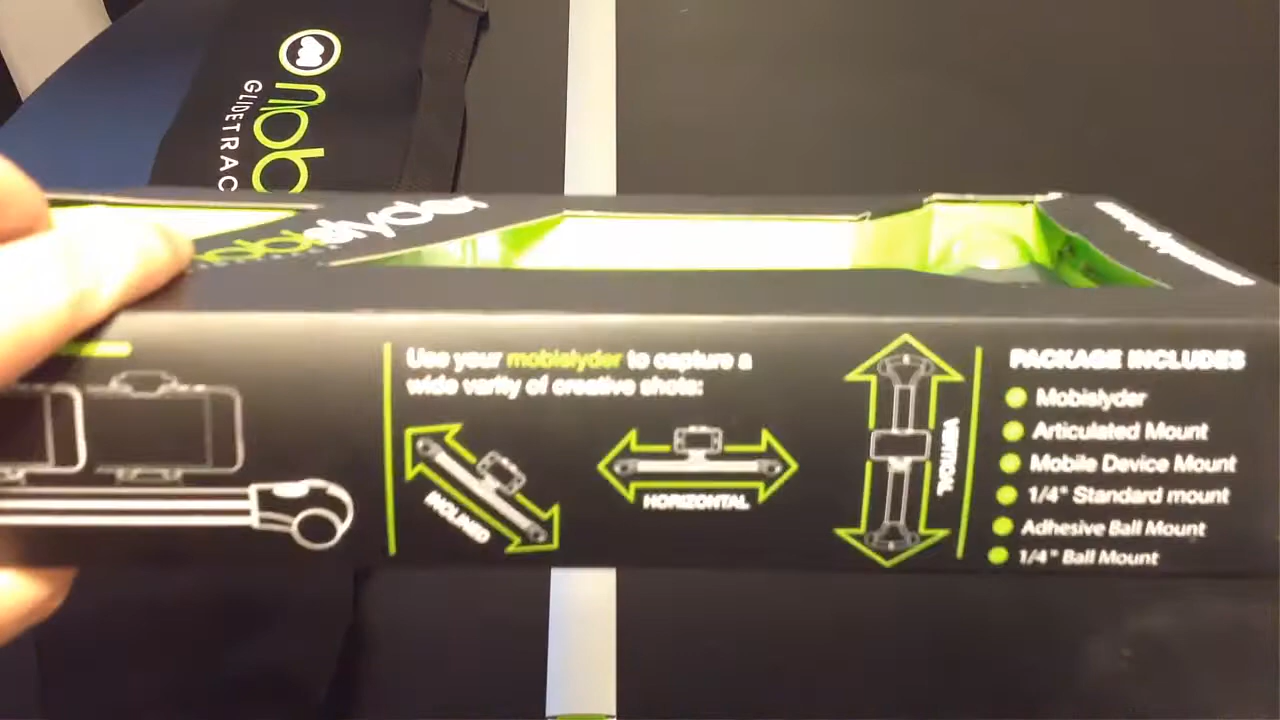 GLIDETRAC
mobislyder
Use your mobislyder to capture a
wide varity of creative shots:
INCLINED
HORIZONTAL
VERTICAL
PACKAGE INCLUDES
Mobislyder
Articulated Mount
Mobile Device Mount
1/4" Standard mount
Adhesive Ball Mount
1/4" Ball Mount